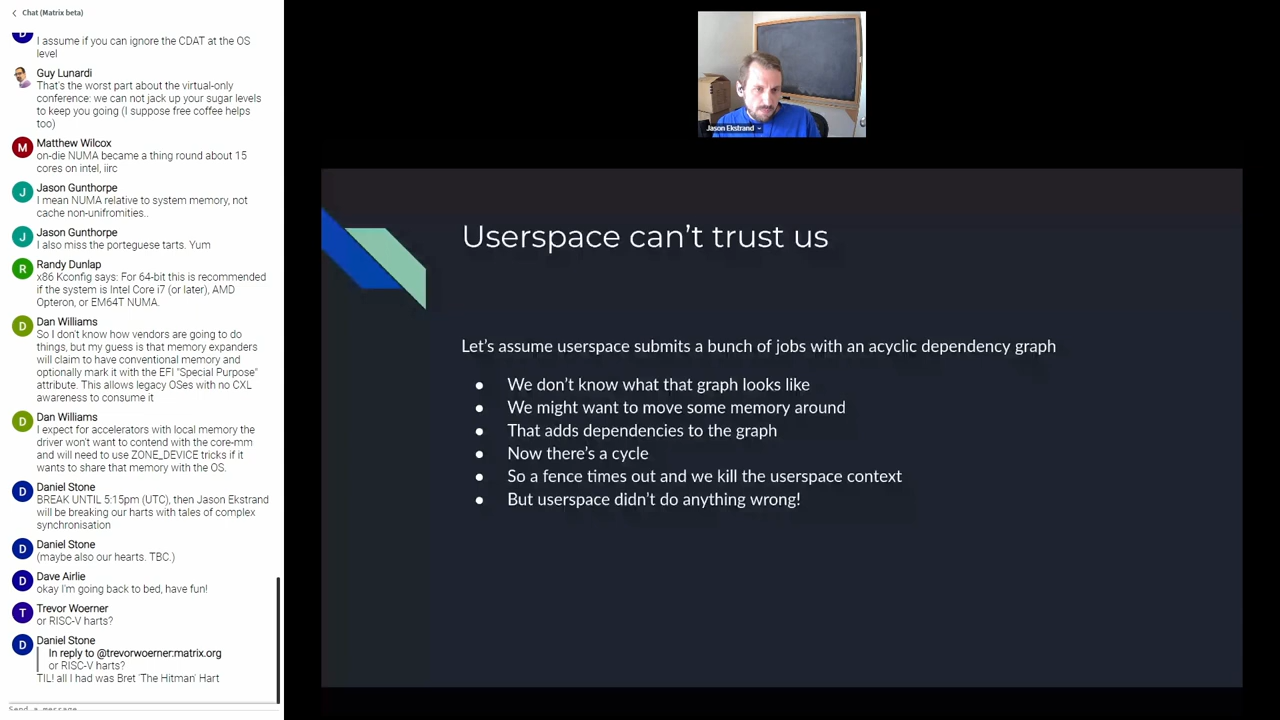 Chat (Matrix beta)
D
I assume if you can ignore the CDAT at the OS
level
Guy Lunardi
That's the worst part about the virtual-only
conference: we can not jack up your sugar levels
to keep you going (I suppose free coffee helps
too)
M
Matthew Wilcox
on-die NUMA became a thing round about 15
cores on intel, iirc
J
Jason Gunthorpe
I mean NUMA relative to system memory, not
cache non-unifromities..
J
Jason Gunthorpe
I also miss the porteguese tarts. Yum
R
Randy Dunlap
x86 Kconfig says: For 64-bit this is recommended
if the system is Intel Core i7 (or later), AMD
Opteron, or EM64T NUMA.
D
Dan Williams
So I don't know how vendors are going to do
things, but my guess is that memory expanders
will claim to have conventional memory and
optionally mark it with the EFI "Special Purpose"
attribute. This allows legacy OSes with no CXL
awareness to consume it
D
Dan Williams
I expect for accelerators with local memory the
driver won't want to contend with the core-mm
and will need to use ZONE_DEVICE tricks if it
wants to share that memory with the OS.
D
Daniel Stone
BREAK UNTIL 5:15pm (UTC), then Jason Ekstrand
will be breaking our harts with tales of complex
synchronisation
D
Daniel Stone
(maybe also our hearts. TBC.)
D
Dave Airlie
okay I'm going back to bed, have fun!
T
Trevor Woerner
or RISC-V harts?
D
Daniel Stone
In reply to @trevorwoerner:matrix.org
or RISC-V harts?
TIL! all I had was Bret 'The Hitman' Hart
Send a message
Jason Ekstrand
Userspace can't trust us
Let's assume userspace submits a bunch of jobs with an acyclic dependency graph
● We don't know what that graph looks like
● We might want to move some memory around
● That adds dependencies to the graph
● Now there's a cycle
● So a fence times out and we kill the userspace context
● But userspace didn't do anything wrong!